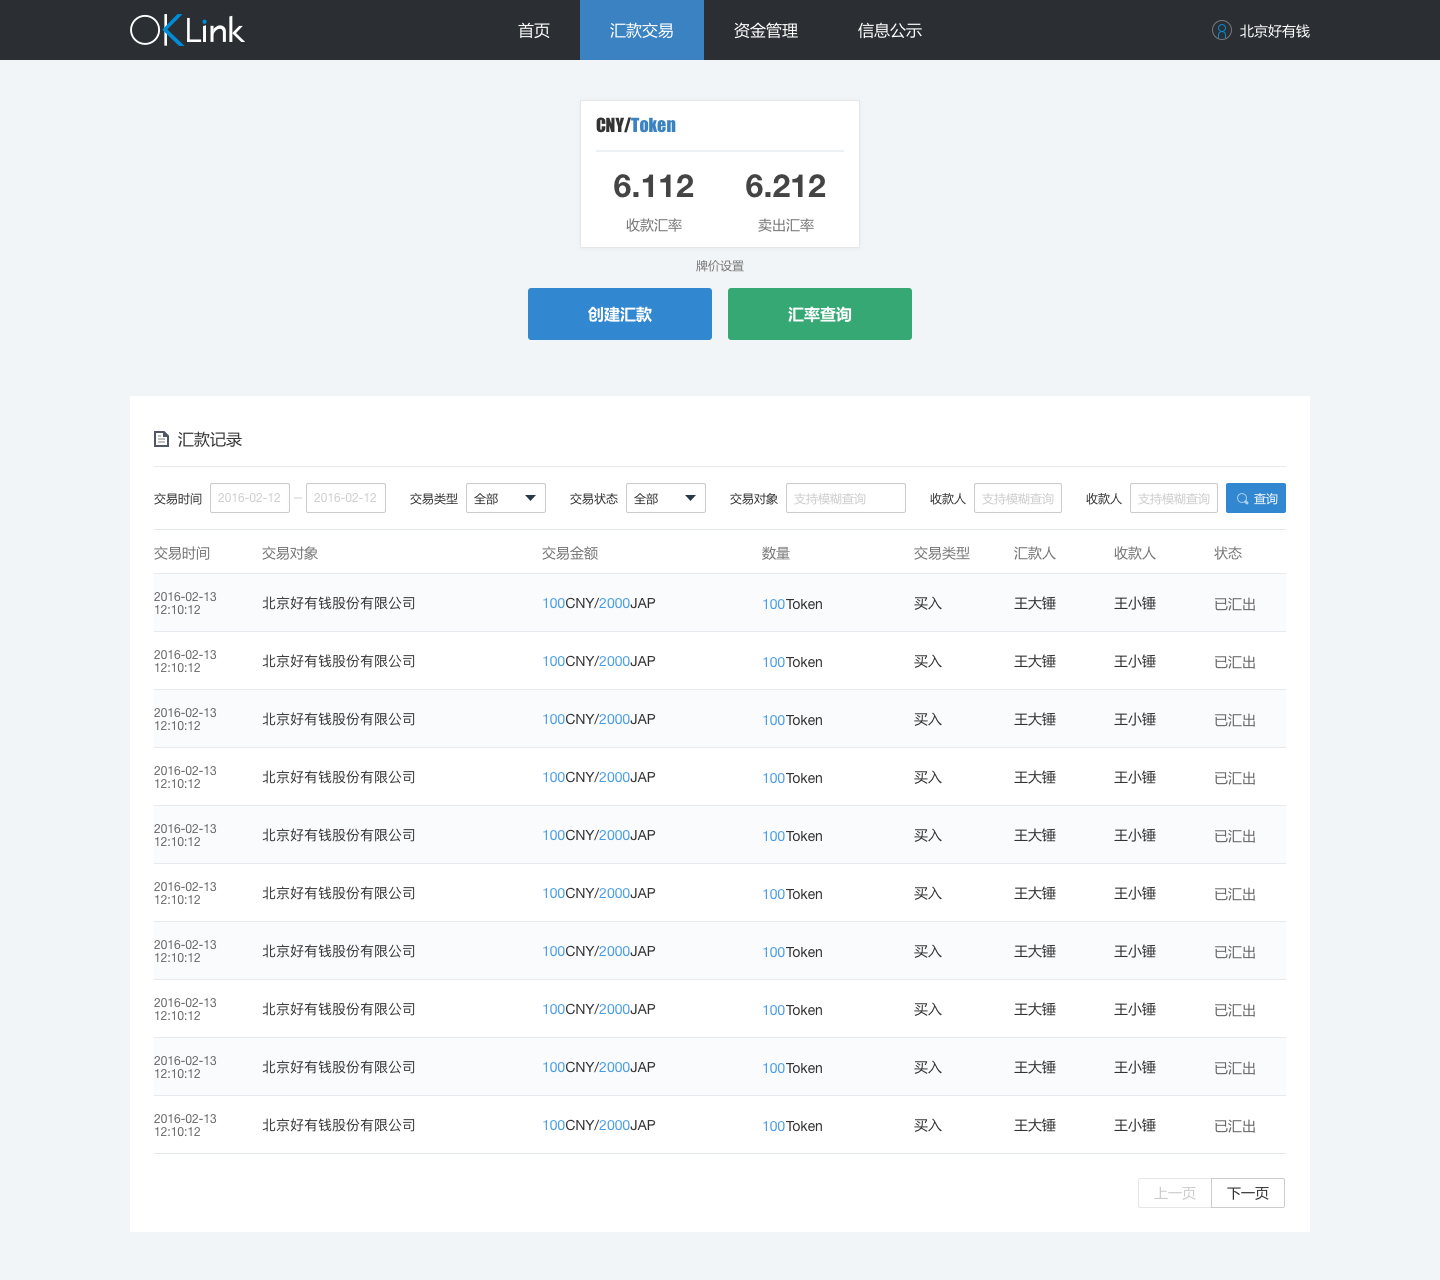 OKLink 首页 汇款交易 资金管理 信息公示 北京好有钱
CNY/Token
6.112 6.212
收款汇率 卖出汇率
牌价设置
创建汇款 汇率查询
汇款记录
交易时间 2016-02-12 - 2016-02-12 交易类型 全部 交易状态 全部 交易对象 支持模糊查询 收款人 支持模糊查询 收款人 支持模糊查询 查询
交易时间 交易对象 交易金额 数量 交易类型 汇款人 收款人 状态
2016-02-13
12:10:12 北京好有钱股份有限公司 100CNY/2000JAP 100Token 买入 王大锤 王小锤 已汇出
2016-02-13
12:10:12 北京好有钱股份有限公司 100CNY/2000JAP 100Token 买入 王大锤 王小锤 已汇出
2016-02-13
12:10:12 北京好有钱股份有限公司 100CNY/2000JAP 100Token 买入 王大锤 王小锤 已汇出
2016-02-13
12:10:12 北京好有钱股份有限公司 100CNY/2000JAP 100Token 买入 王大锤 王小锤 已汇出
2016-02-13
12:10:12 北京好有钱股份有限公司 100CNY/2000JAP 100Token 买入 王大锤 王小锤 已汇出
2016-02-13
12:10:12 北京好有钱股份有限公司 100CNY/2000JAP 100Token 买入 王大锤 王小锤 已汇出
2016-02-13
12:10:12 北京好有钱股份有限公司 100CNY/2000JAP 100Token 买入 王大锤 王小锤 已汇出
2016-02-13
12:10:12 北京好有钱股份有限公司 100CNY/2000JAP 100Token 买入 王大锤 王小锤 已汇出
2016-02-13
12:10:12 北京好有钱股份有限公司 100CNY/2000JAP 100Token 买入 王大锤 王小锤 已汇出
2016-02-13
12:10:12 北京好有钱股份有限公司 100CNY/2000JAP 100Token 买入 王大锤 王小锤 已汇出
上一页 下一页